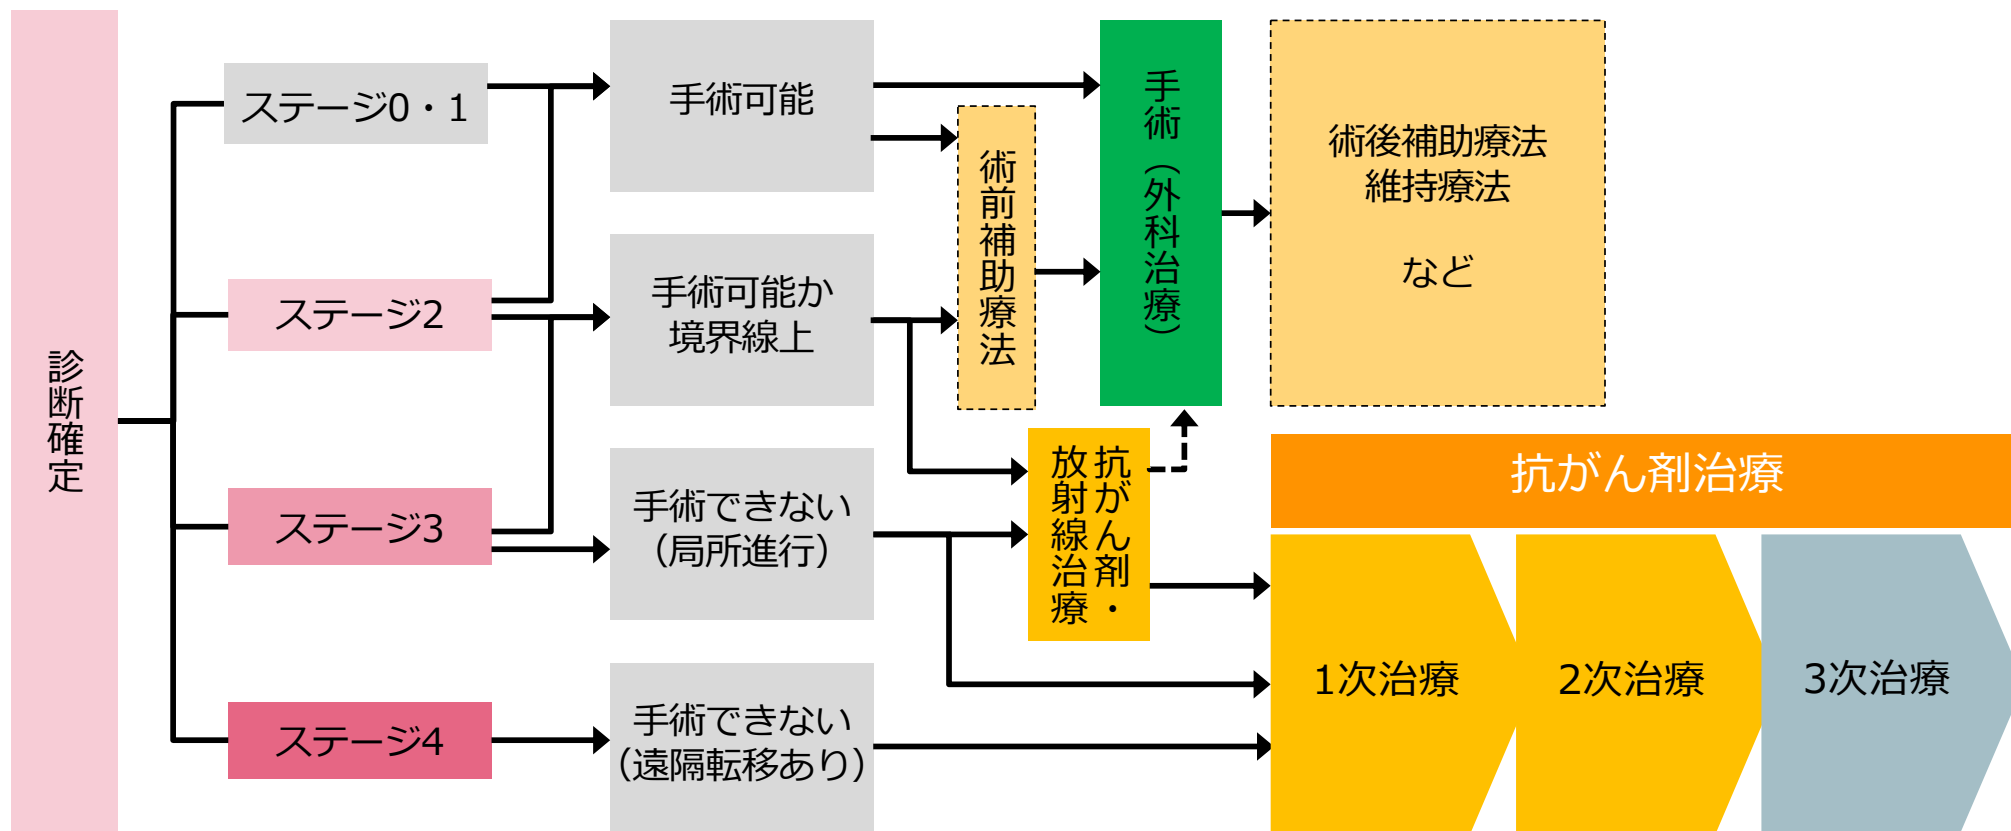 診断確定
ステージ0・1
ステージ2
ステージ3
ステージ4
手術可能
手術可能か
境界線上
手術できない
（局所進行）
手術できない
（遠隔転移あり）
術前補助療法
抗がん剤・
放射線治療
手術（外科治療）
術後補助療法
維持療法
など
抗がん剤治療
1次治療
2次治療
3次治療